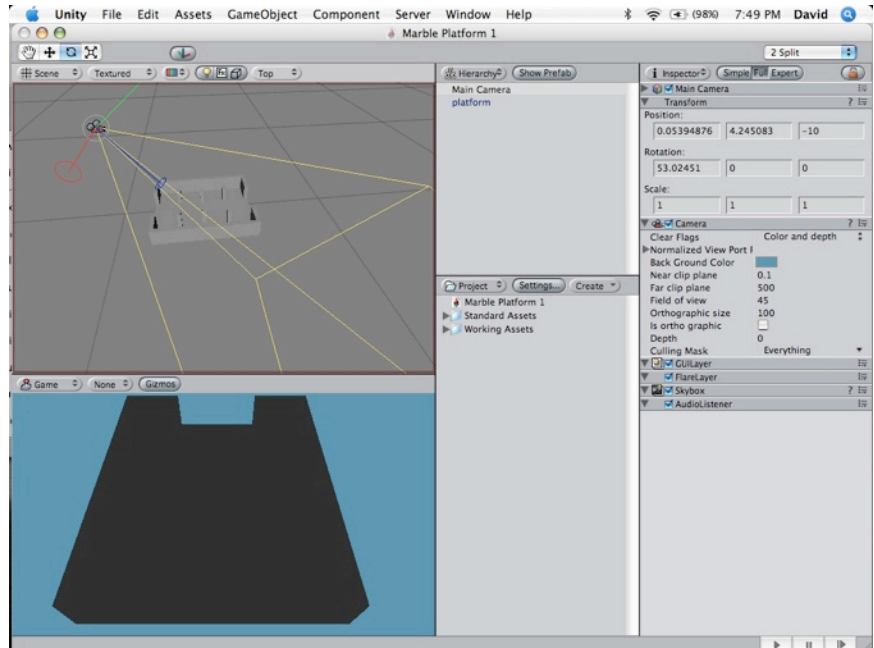 Unity File Edit Assets GameObject Component Server Window Help (98%) 7:49 PM David
Marble Platform 1
2 Split
Scene Textured Top
Hierarchy Show Prefab
Main Camera
platform
Inspector Simple Full Expert
Main Camera
Transform
Position:
0.05394876 4.245083 -10
Rotation:
53.02451 0 0
Scale:
1 1 1
Camera
Clear Flags Color and depth
Normalized View Port
Back Ground Color
Near clip plane 0.1
Far clip plane 500
Field of view 45
Orthographic size 100
Is ortho graphic
Depth 0
Culling Mask Everything
GUILayer
FlareLayer
Skybox
AudioListener
Project Settings... Create
Marble Platform 1
Standard Assets
Working Assets
Game None Gizmos